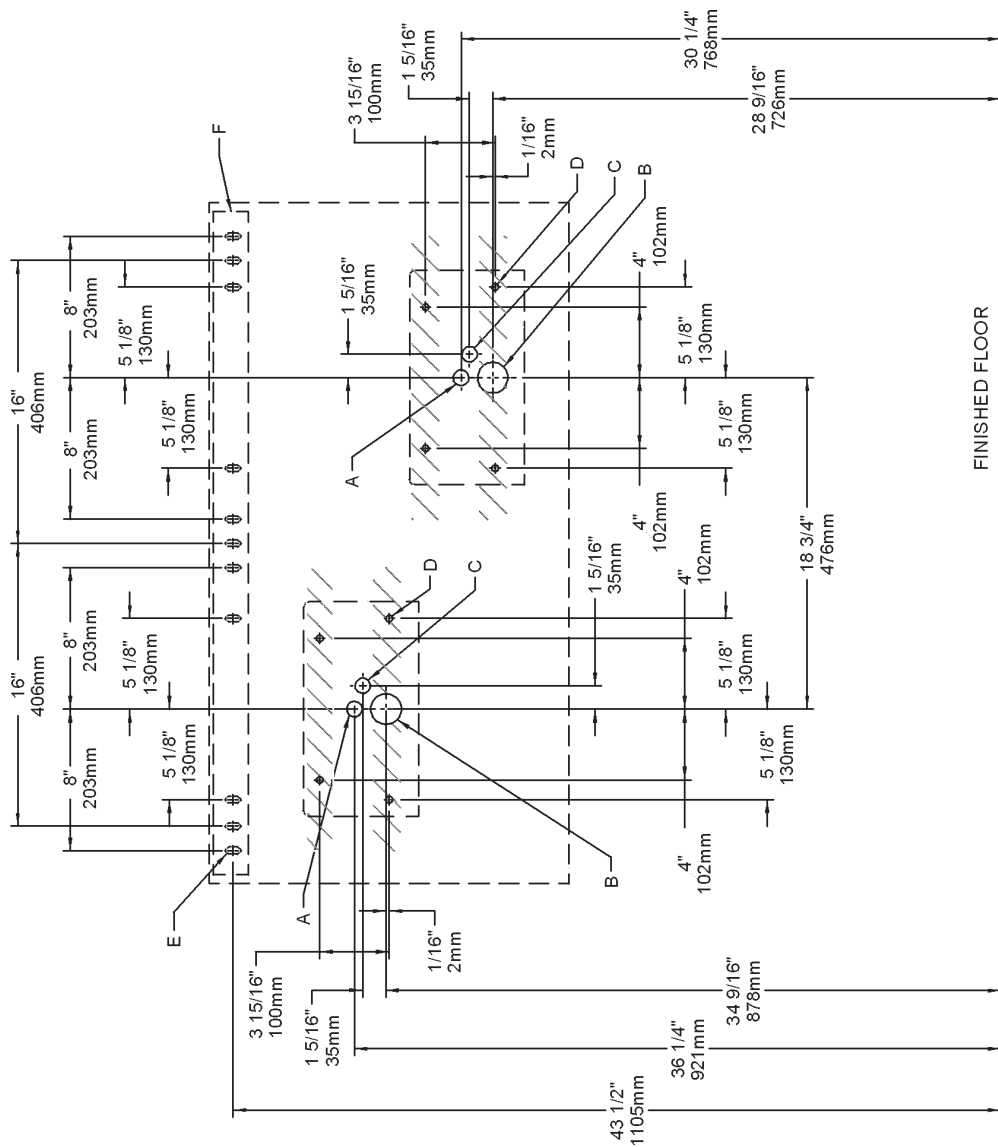 16"
406mm
16"
406mm
8"
203mm
8"
203mm
8"
203mm
8"
203mm
5 1/8"
130mm
5 1/8"
130mm
5 1/8"
130mm
5 1/8"
130mm
E
F
3 15/16"
100mm
A
1 5/16"
35mm
A
1 5/16"
35mm
3 15/16"
100mm
1 5/16"
35mm
1/16"
2mm
D
C
1/16"
2mm
D
C
B
B
1 5/16"
35mm
43 1/2"
1105mm
4"
102mm
4"
102mm
36 1/4"
921mm
4"
102mm
4"
102mm
5 1/8"
130mm
30 1/4"
768mm
5 1/8"
130mm
5 1/8"
130mm
34 9/16"
878mm
28 9/16"
726mm
5 1/8"
130mm
18 3/4"
476mm
FINISHED FLOOR